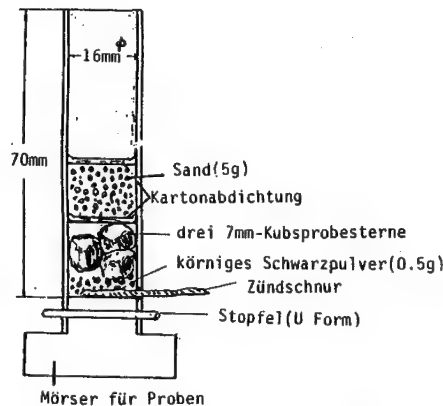 16mm ϕ
70mm
Sand(5g)
Kartonabdichtung
drei 7mm-Kubsprobesterne
körniges Schwarzpulver(0.5g)
Zündschnur
Stopfel(U Form)
Mörser für Proben